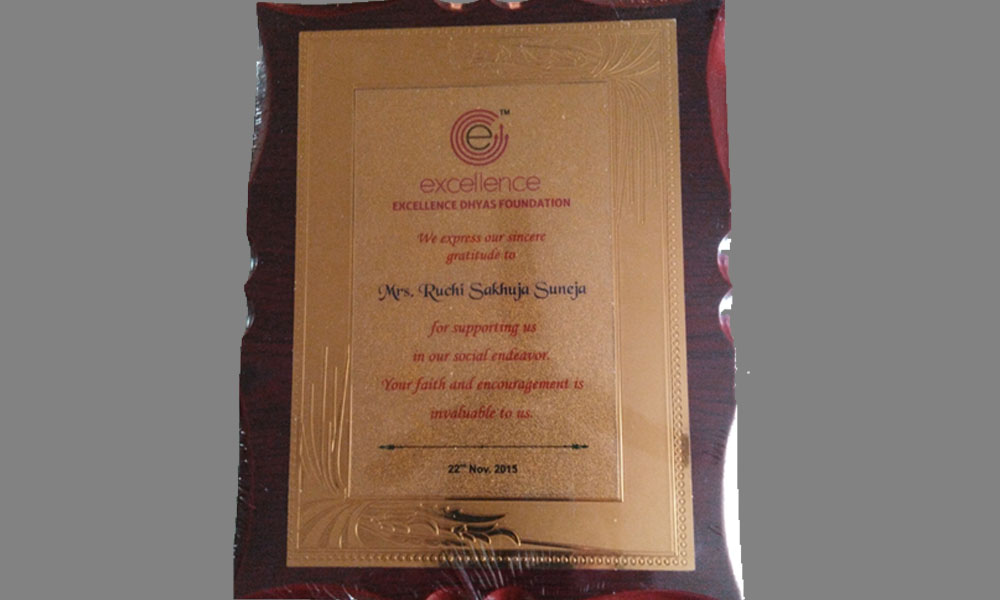 e TM
excellence
EXCELLENCE DHYAS FOUNDATION
We express our sincere
gratitude to
Mrs. Ruchi Sakhuja Suneja
for supporting us
in our social endeavor.
Your faith and encouragement is
invaluable to us.
22nd Nov. 2015